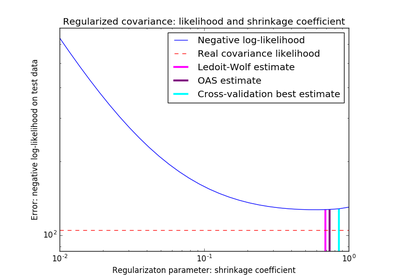 Regularized covariance: likelihood and shrinkage coefficient
Negative log-likelihood
Real covariance likelihood
Ledoit-Wolf estimate
OAS estimate
Cross-validation best estimate
Error: negative log-likelihood on test data
10²
10⁻²
10⁻¹
10⁰
Regularizaton parameter: shrinkage coefficient